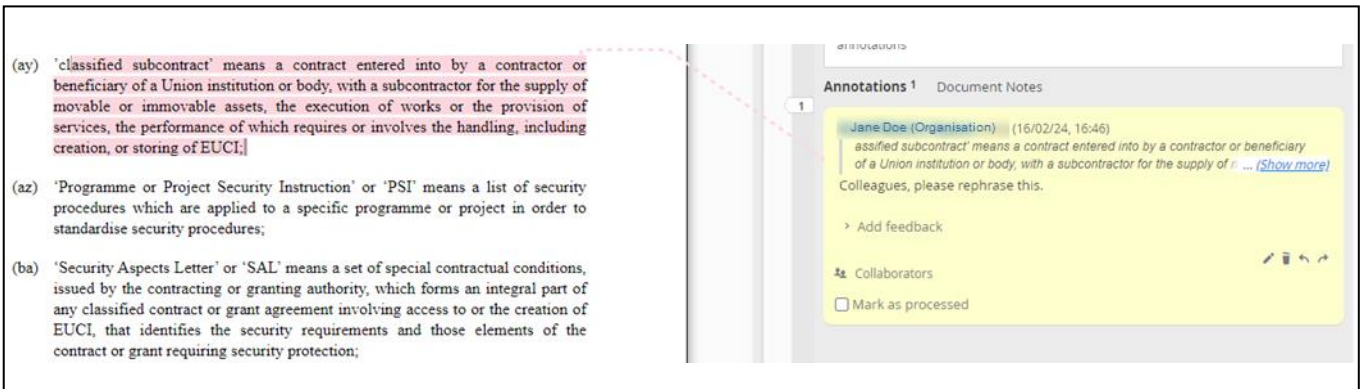 (ay) 'classified subcontract' means a contract entered into by a contractor or
beneficiary of a Union institution or body, with a subcontractor for the supply of
movable or immovable assets, the execution of works or the provision of
services, the performance of which requires or involves the handling, including
creation, or storing of EUCI;
(az) 'Programme or Project Security Instruction' or 'PSI' means a list of security
procedures which are applied to a specific programme or project in order to
standardise security procedures;
(ba) 'Security Aspects Letter' or 'SAL' means a set of special contractual conditions,
issued by the contracting or granting authority, which forms an integral part of
any classified contract or grant agreement involving access to or the creation of
EUCI, that identifies the security requirements and those elements of the
contract or grant requiring security protection;
annotations
Annotations 1 Document Notes
1
Jane Doe (Organisation) (16/02/24, 16:46)
assified subcontract' means a contract entered into by a contractor or beneficiary
of a Union institution or body, with a subcontractor for the supply of ... (Show more)
Colleagues, please rephrase this.
> Add feedback
Collaborators
Mark as processed